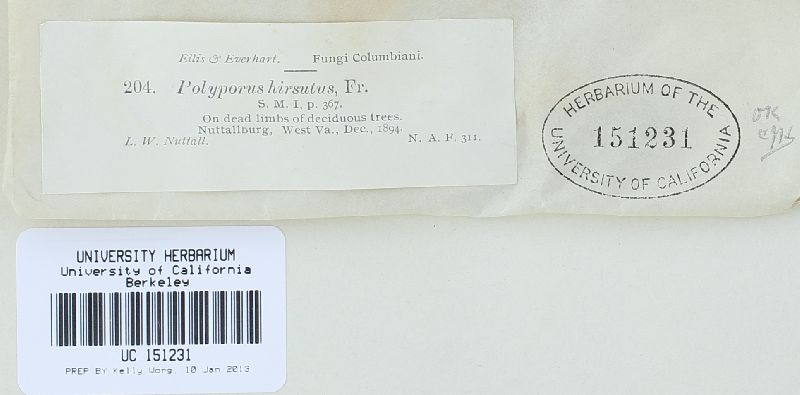 Ellis & Everhart. Fungi Columbiani.
204. Polyporus hirsutus, Fr.
S. M. I, p. 367.
On dead limbs of deciduous trees.
Nuttallburg, West Va., Dec., 1894.
L. W. Nuttall. N. A. F. 311.
HERBARIUM OF THE
151231
UNIVERSITY OF CALIFORNIA
UNIVERSITY HERBARIUM
University of California
Berkeley
UC 151231
PREP BY Kelly Wong, 10 Jan 2013